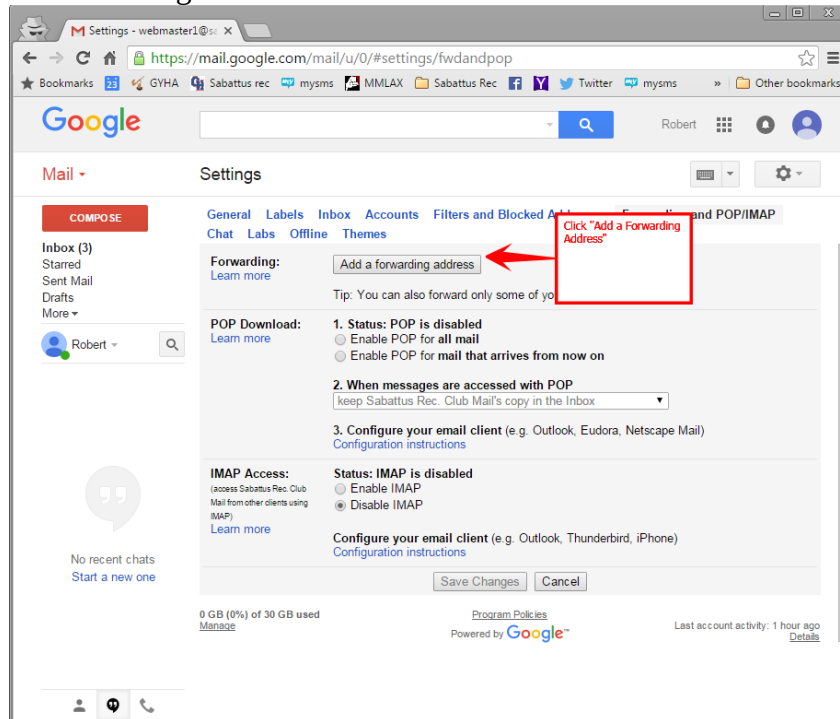 Settings - webmaster1@sa
https://mail.google.com/mail/u/0/#settings/fwdandpop
Bookmarks 23 GYHA Sabattus rec mysms MMLAX Sabattus Rec Twitter mysms » Other bookmarks
Google
Robert
Mail
Settings
COMPOSE
General Labels Inbox Accounts Filters and Blocked and POP/IMAP
Chat Labs Offline Themes
Click "Add a Forwarding
Address"
Inbox (3)
Starred
Sent Mail
Drafts
More
Robert
Forwarding:
Learn more
Add a forwarding address
Tip: You can also forward only some of yo
POP Download:
Learn more
1. Status: POP is disabled
Enable POP for all mail
Enable POP for mail that arrives from now on
2. When messages are accessed with POP
keep Sabattus Rec. Club Mail's copy in the Inbox
3. Configure your email client (e.g. Outlook, Eudora, Netscape Mail)
Configuration instructions
IMAP Access:
(access Sabattus Rec. Club
Mail from other clients using
IMAP)
Learn more
Status: IMAP is disabled
Enable IMAP
Disable IMAP
Configure your email client (e.g. Outlook, Thunderbird, iPhone)
Configuration instructions
No recent chats
Start a new one
Save Changes Cancel
0 GB (0%) of 30 GB used
Manage
Program Policies
Powered by Google™
Last account activity: 1 hour ago
Details